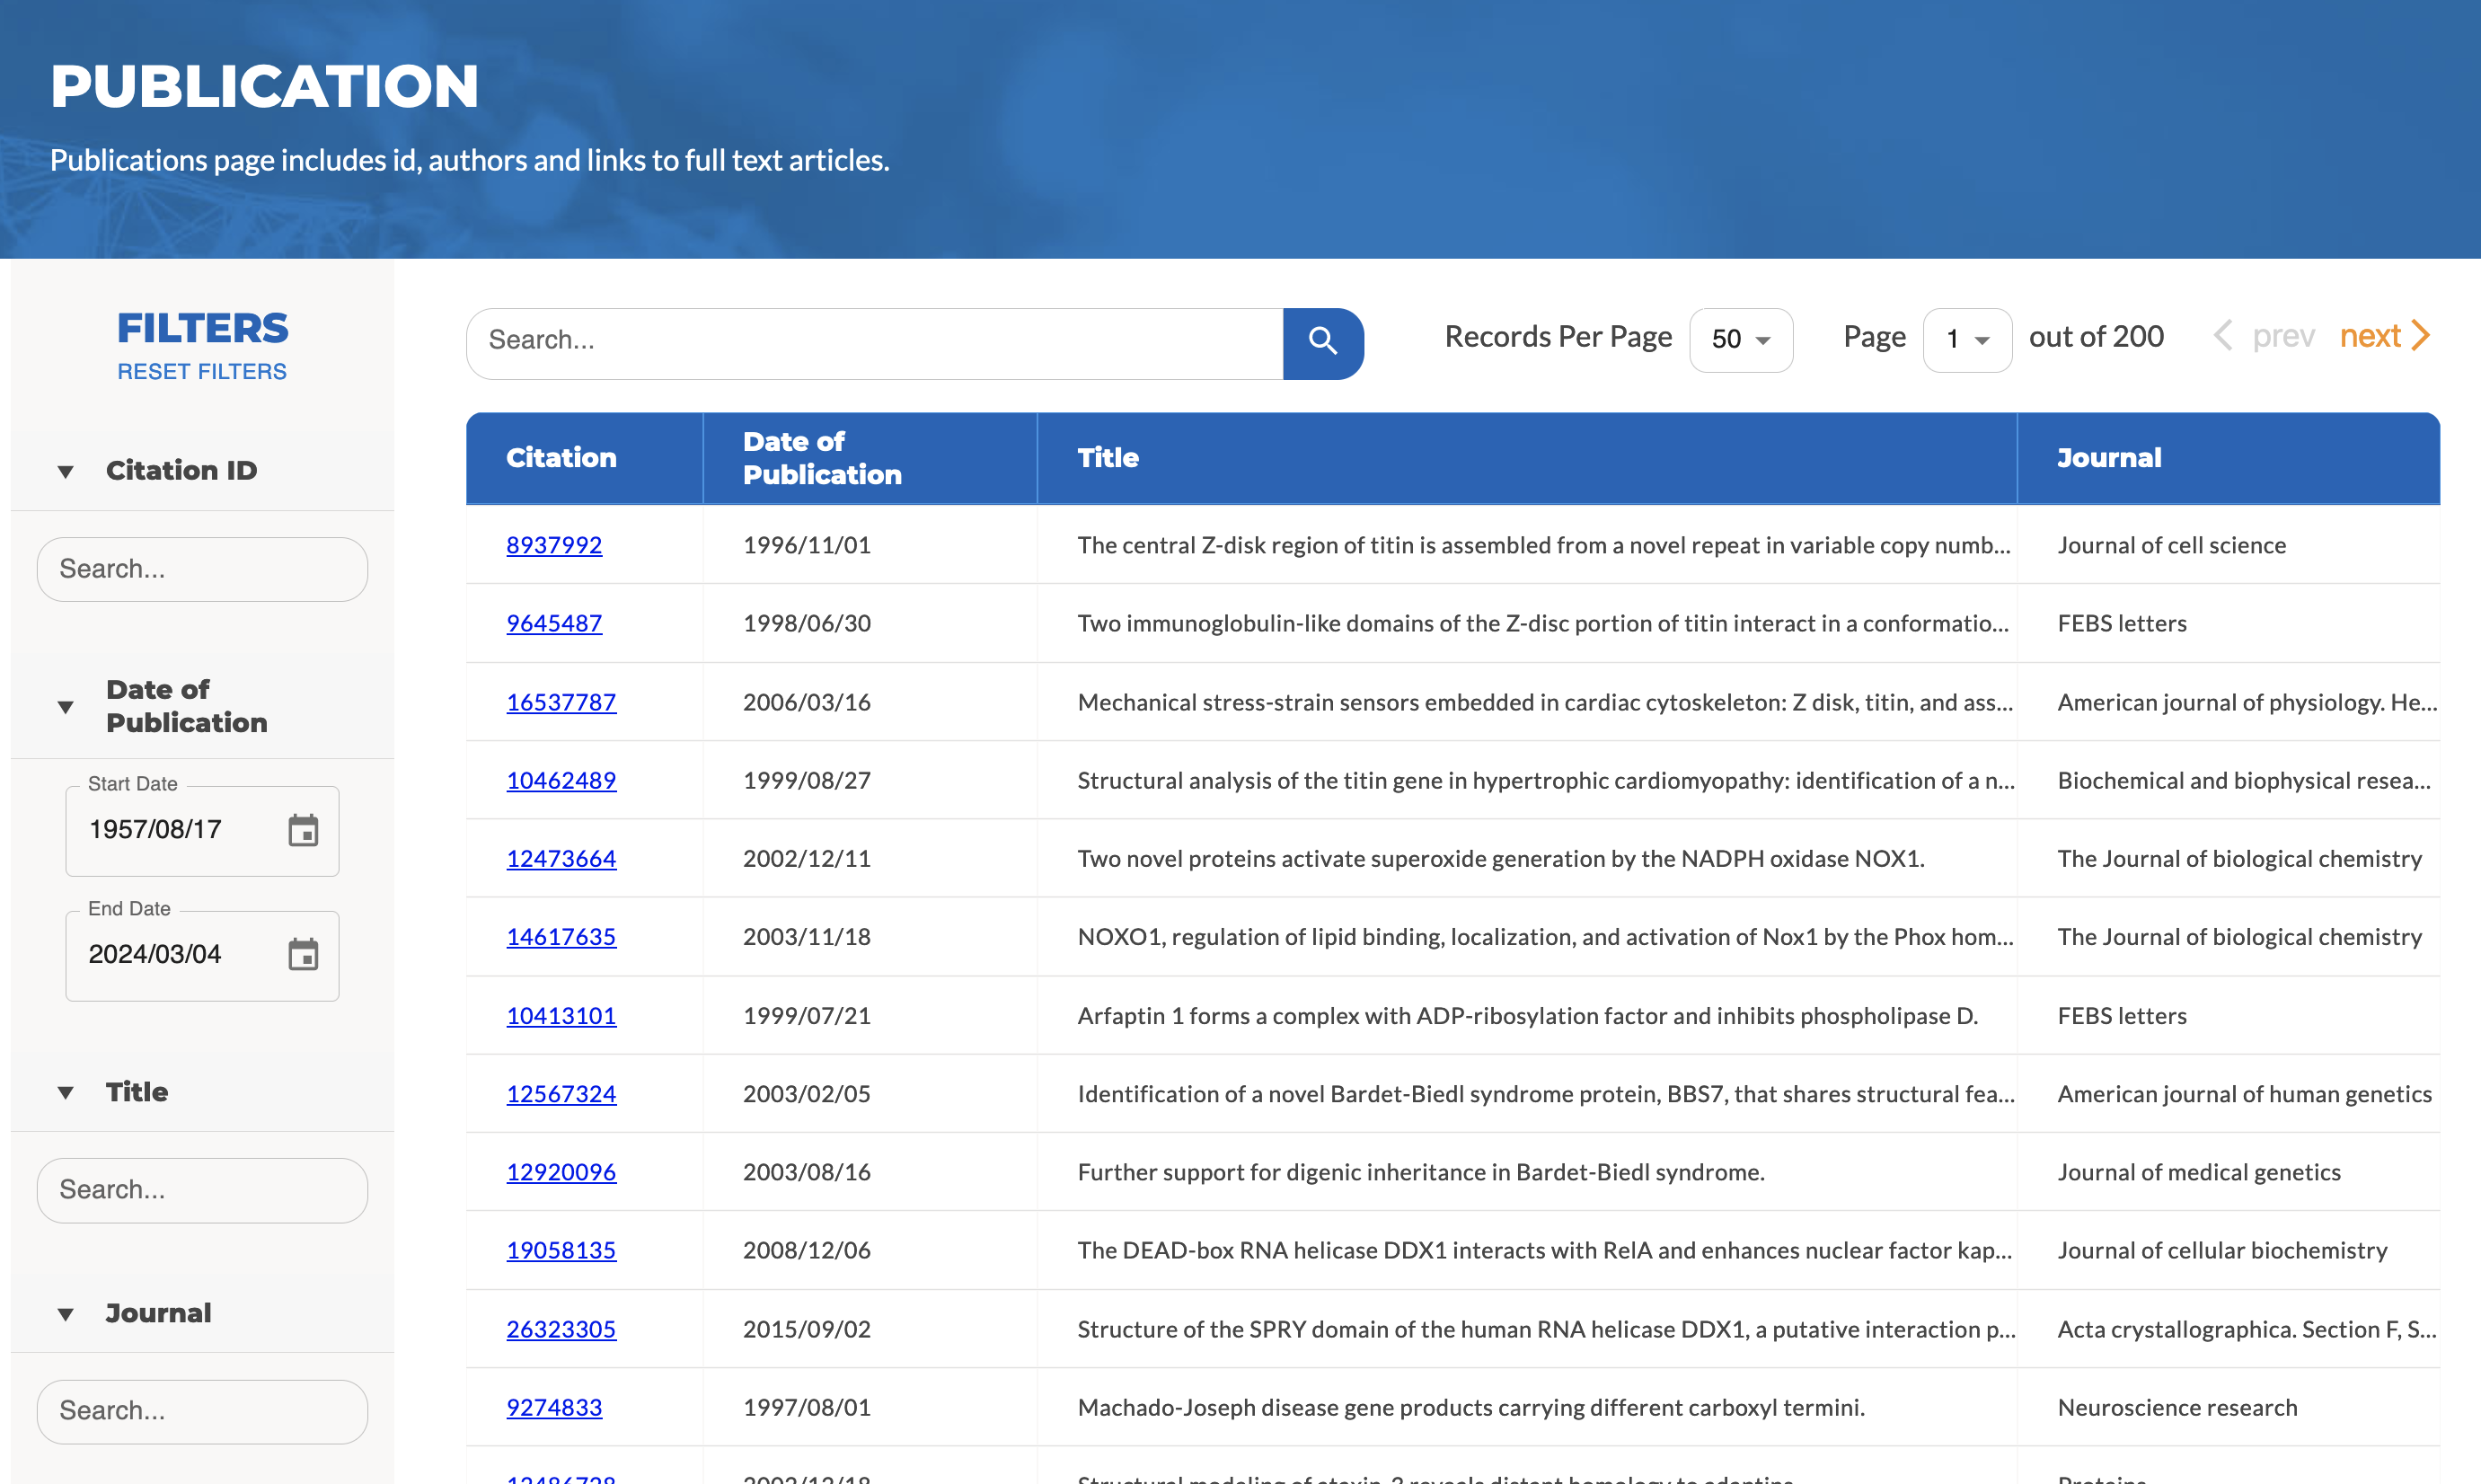 PUBLICATION
Publications page includes id, authors and links to full text articles.
FILTERS
RESET FILTERS
Citation ID
Search...
Date of
Publication
Start Date
1957/08/17
End Date
2024/03/04
Title
Search...
Journal
Search...
Search...
Records Per Page 50 Page 1 out of 200 prev next
Citation Date of Publication Title Journal
8937992 1996/11/01 The central Z-disk region of titin is assembled from a novel repeat in variable copy numb... Journal of cell science
9645487 1998/06/30 Two immunoglobulin-like domains of the Z-disc portion of titin interact in a conformatio... FEBS letters
16537787 2006/03/16 Mechanical stress-strain sensors embedded in cardiac cytoskeleton: Z disk, titin, and ass... American journal of physiology. He...
10462489 1999/08/27 Structural analysis of the titin gene in hypertrophic cardiomyopathy: identification of a n... Biochemical and biophysical resea...
12473664 2002/12/11 Two novel proteins activate superoxide generation by the NADPH oxidase NOX1. The Journal of biological chemistry
14617635 2003/11/18 NOXO1, regulation of lipid binding, localization, and activation of Nox1 by the Phox hom... The Journal of biological chemistry
10413101 1999/07/21 Arfaptin 1 forms a complex with ADP-ribosylation factor and inhibits phospholipase D. FEBS letters
12567324 2003/02/05 Identification of a novel Bardet-Biedl syndrome protein, BBS7, that shares structural fea... American journal of human genetics
12920096 2003/08/16 Further support for digenic inheritance in Bardet-Biedl syndrome. Journal of medical genetics
19058135 2008/12/06 The DEAD-box RNA helicase DDX1 interacts with RelA and enhances nuclear factor kap... Journal of cellular biochemistry
26323305 2015/09/02 Structure of the SPRY domain of the human RNA helicase DDX1, a putative interaction p... Acta crystallographica. Section F, S...
9274833 1997/08/01 Machado-Joseph disease gene products carrying different carboxyl termini. Neuroscience research